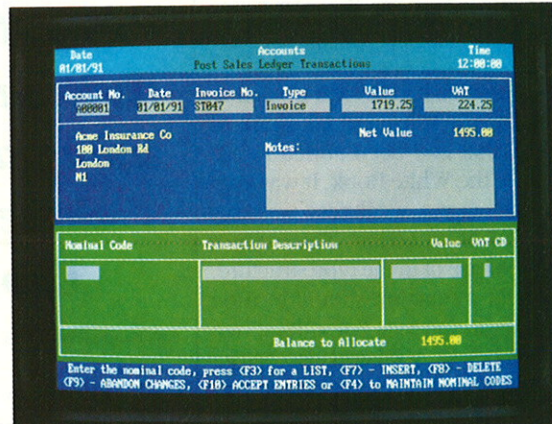 Date Accounts Time
01/01/91 Post Sales Ledger Transactions 12:00:00
Account No. Date Invoice No. Type Value VAT
A00001 01/01/91 ST047 Invoice 1719.25 224.25
Acme Insurance Co Net Value 1495.00
100 London Rd Notes:
London
N1
Nominal Code Transaction Description Value VAT CD
Balance to Allocate 1495.00
Enter the nominal code, press <F3> for a LIST, <F7> - INSERT, <F8> - DELETE
<F9> - ABANDON CHANGES, <F10> ACCEPT ENTRIES or <F4> to MAINTAIN NOMINAL CODES